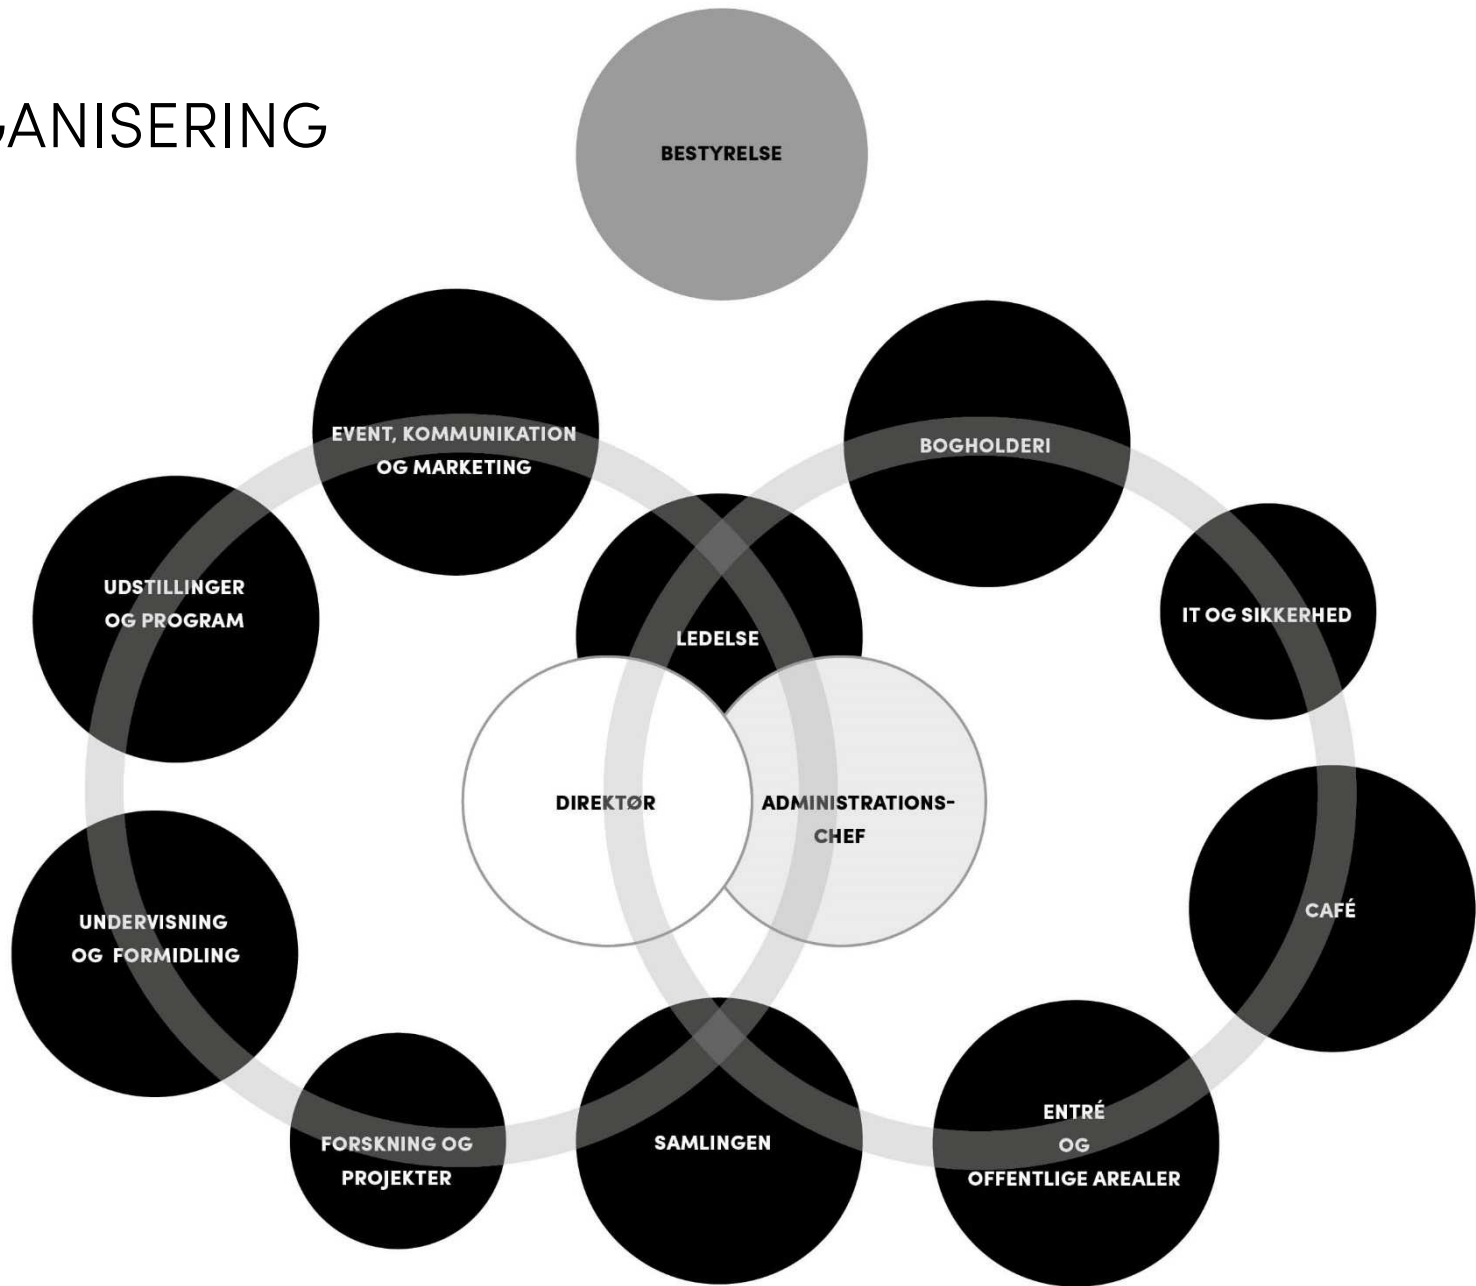 GANISERING
BESTYRELSE
EVENT, KOMMUNIKATION
OG MARKETING
BOGHOLDERI
UDSTILLINGER
OG PROGRAM
LEDELSE
IT OG SIKKERHED
DIREKTØR
ADMINISTRATIONS-
CHEF
UNDERVISNING
OG FORMIDLING
CAFÉ
FORSKNING OG
PROJEKTER
SAMLINGEN
ENTRÉ
OG
OFFENTLIGE AREALER